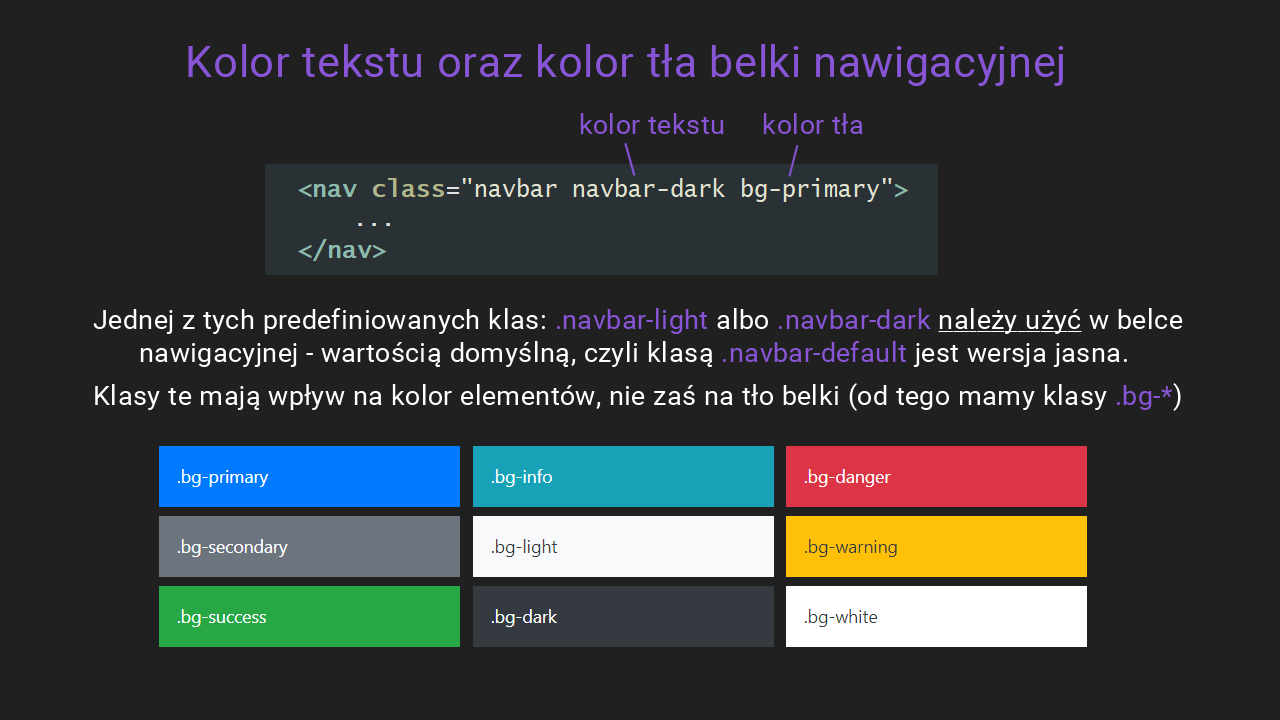 Kolor tekstu oraz kolor tła belki nawigacyjnej
kolor tekstu kolor tła
<nav class="navbar navbar-dark bg-primary">
...
</nav>
Jednej z tych predefiniowanych klas: .navbar-light albo .navbar-dark należy użyć w belce
nawigacyjnej - wartością domyślną, czyli klasą .navbar-default jest wersja jasna.
Klasy te mają wpływ na kolor elementów, nie zaś na tło belki (od tego mamy klasy .bg-*)
.bg-primary .bg-info .bg-danger
.bg-secondary .bg-light .bg-warning
.bg-success .bg-dark .bg-white